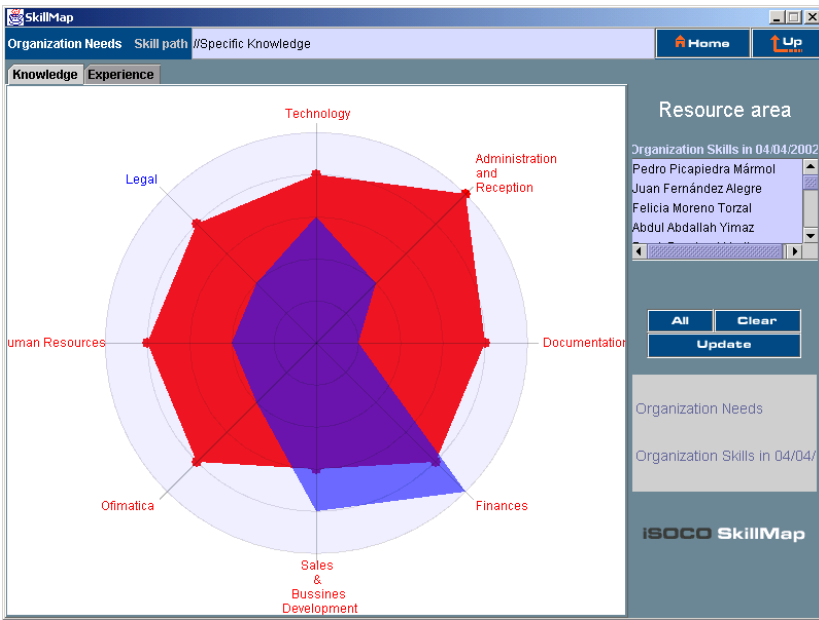 SkillMap
Organization Needs Skill path //Specific Knowledge
Home
Up
Knowledge Experience
Technology
Administration
and
Reception
Legal
uman Resources
Documentation
Ofimatica
Finances
Sales
&
Bussines
Development
Resource area
Organization Skills in 04/04/2002
Pedro Picapiedra Mármol
Juan Fernández Alegre
Felicia Moreno Torzal
Abdul Abdallah Yimaz
All
Clear
Update
Organization Needs
Organization Skills in 04/04/
iSOCO SkillMap